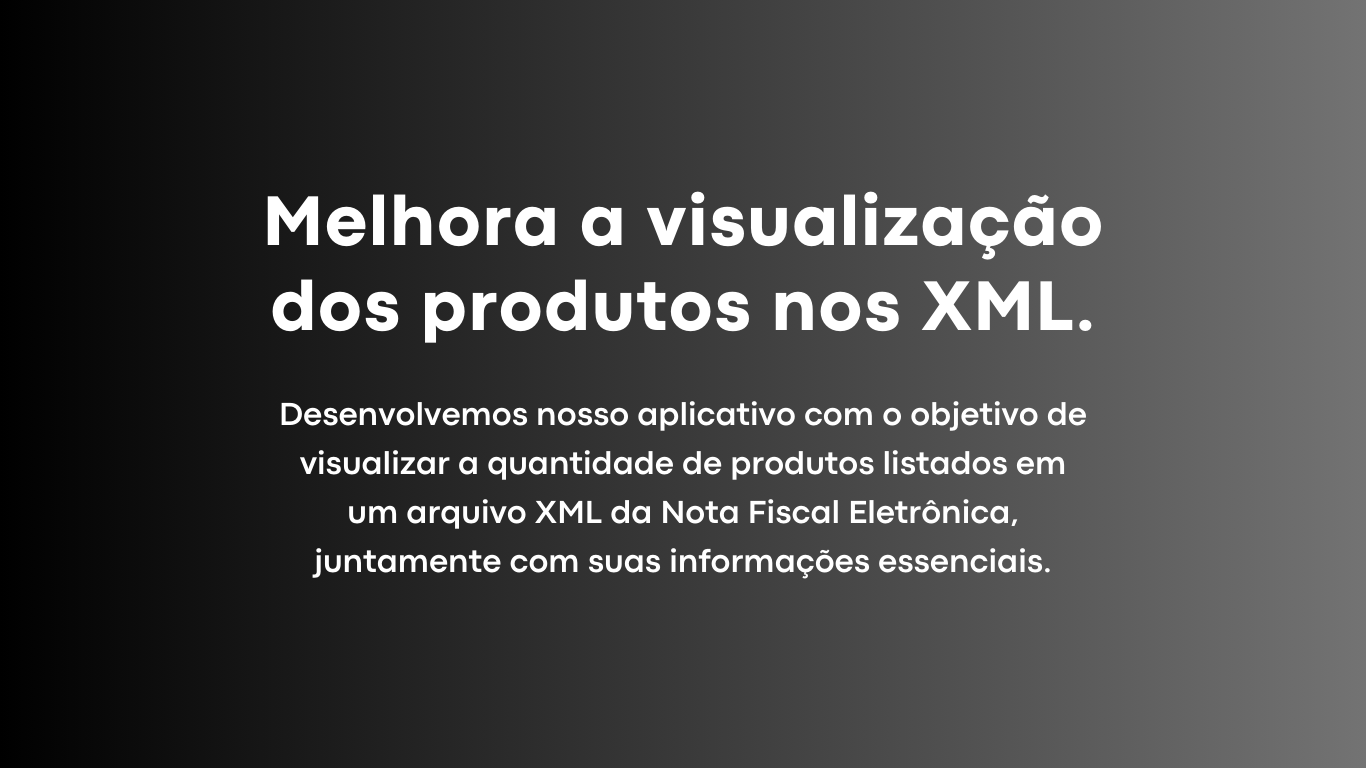 Melhora a visualização
dos produtos nos XML.
Desenvolvemos nosso aplicativo com o objetivo de
visualizar a quantidade de produtos listados em
um arquivo XML da Nota Fiscal Eletrônica,
juntamente com suas informações essenciais.